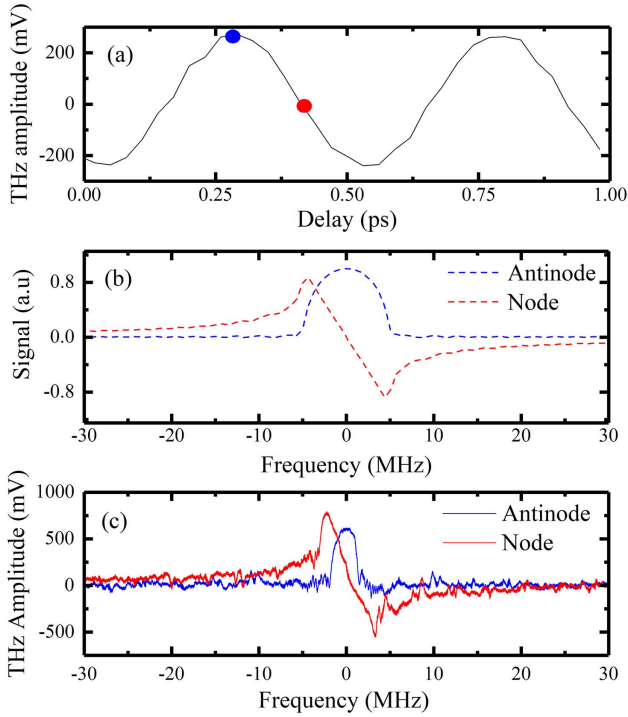 THz amplitude (mV)
200
0
-200
(a)
0.00
0.25
0.50
0.75
1.00
Delay (ps)
Signal (a.u)
0.8
0.0
-0.8
(b)
Antinode
Node
-30
-20
-10
0
10
20
30
Frequency (MHz)
THz Amplitude (mV)
1000
500
0
-500
(c)
Antinode
Node
-30
-20
-10
0
10
20
30
Frequency (MHz)